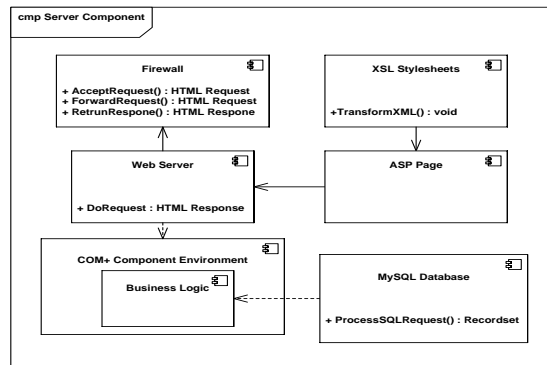 cmp Server Component
Firewall
+ AcceptRequest() : HTML Request
+ ForwardRequest() : HTML Request
+ RetrunRespone() : HTML Respone
XSL Stylesheets
+TransformXML() : void
Web Server
+ DoRequest : HTML Response
ASP Page
COM+ Component Environment
Business Logic
MySQL Database
+ ProcessSQLRequest() : Recordset